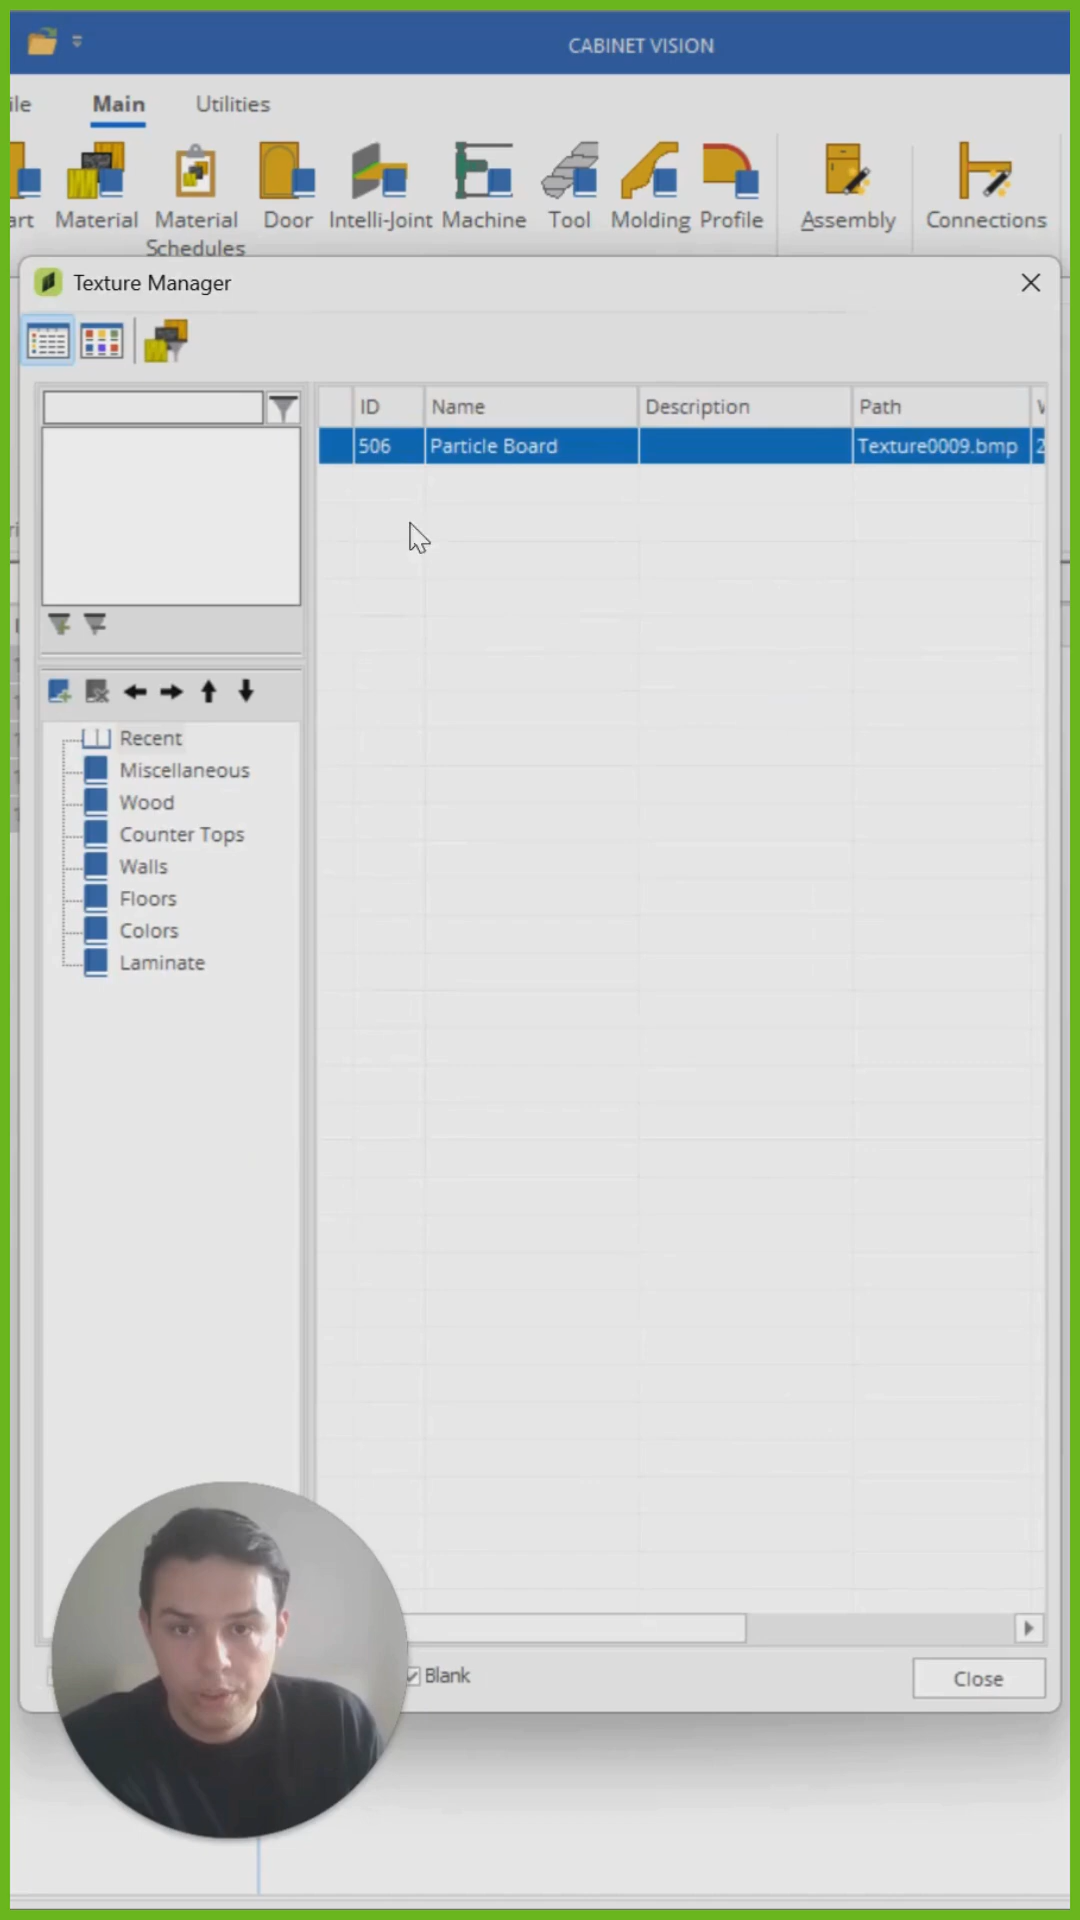 CABINET VISION
Main
Utilities
Material
Material Schedules
Door
Intelli-Joint
Machine
Tool
Molding
Profile
Assembly
Connections
Texture Manager
ID
Name
Description
Path
506
Particle Board
Texture0009.bmp
Recent
Miscellaneous
Wood
Counter Tops
Walls
Floors
Colors
Laminate
Blank
Close